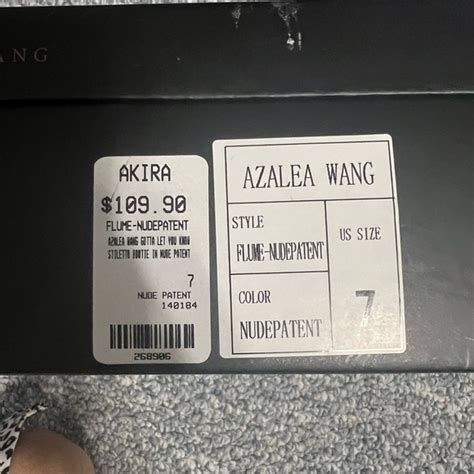 ANG
AKIRA
$109.90
FLUME-NUDEPATENT
AZALEA WANG GOTTA LET YOU KNOW
STILETTO BOOTIE IN NUDE PATENT
7
NUDE PATENT
140184
268906
AZALEA WANG
STYLE
FLUME-NUDEPATENT
COLOR
NUDEPATENT
US SIZE
7